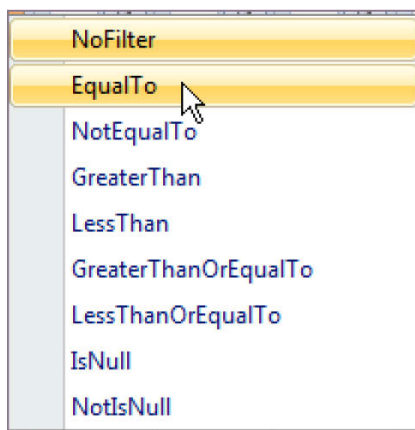 NoFilter
EqualTo
NotEqualTo
GreaterThan
LessThan
GreaterThanOrEqualTo
LessThanOrEqualTo
IsNull
NotIsNull